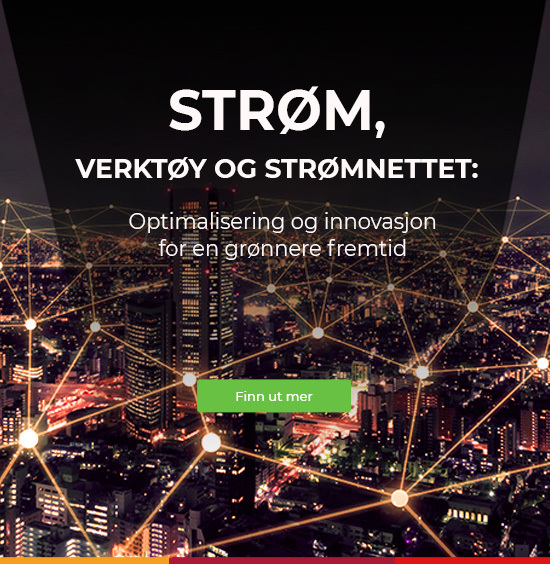 STRØM,
VERKTØY OG STRØMNETTET:
Optimalisering og innovasjon
for en grønnere fremtid
Finn ut mer